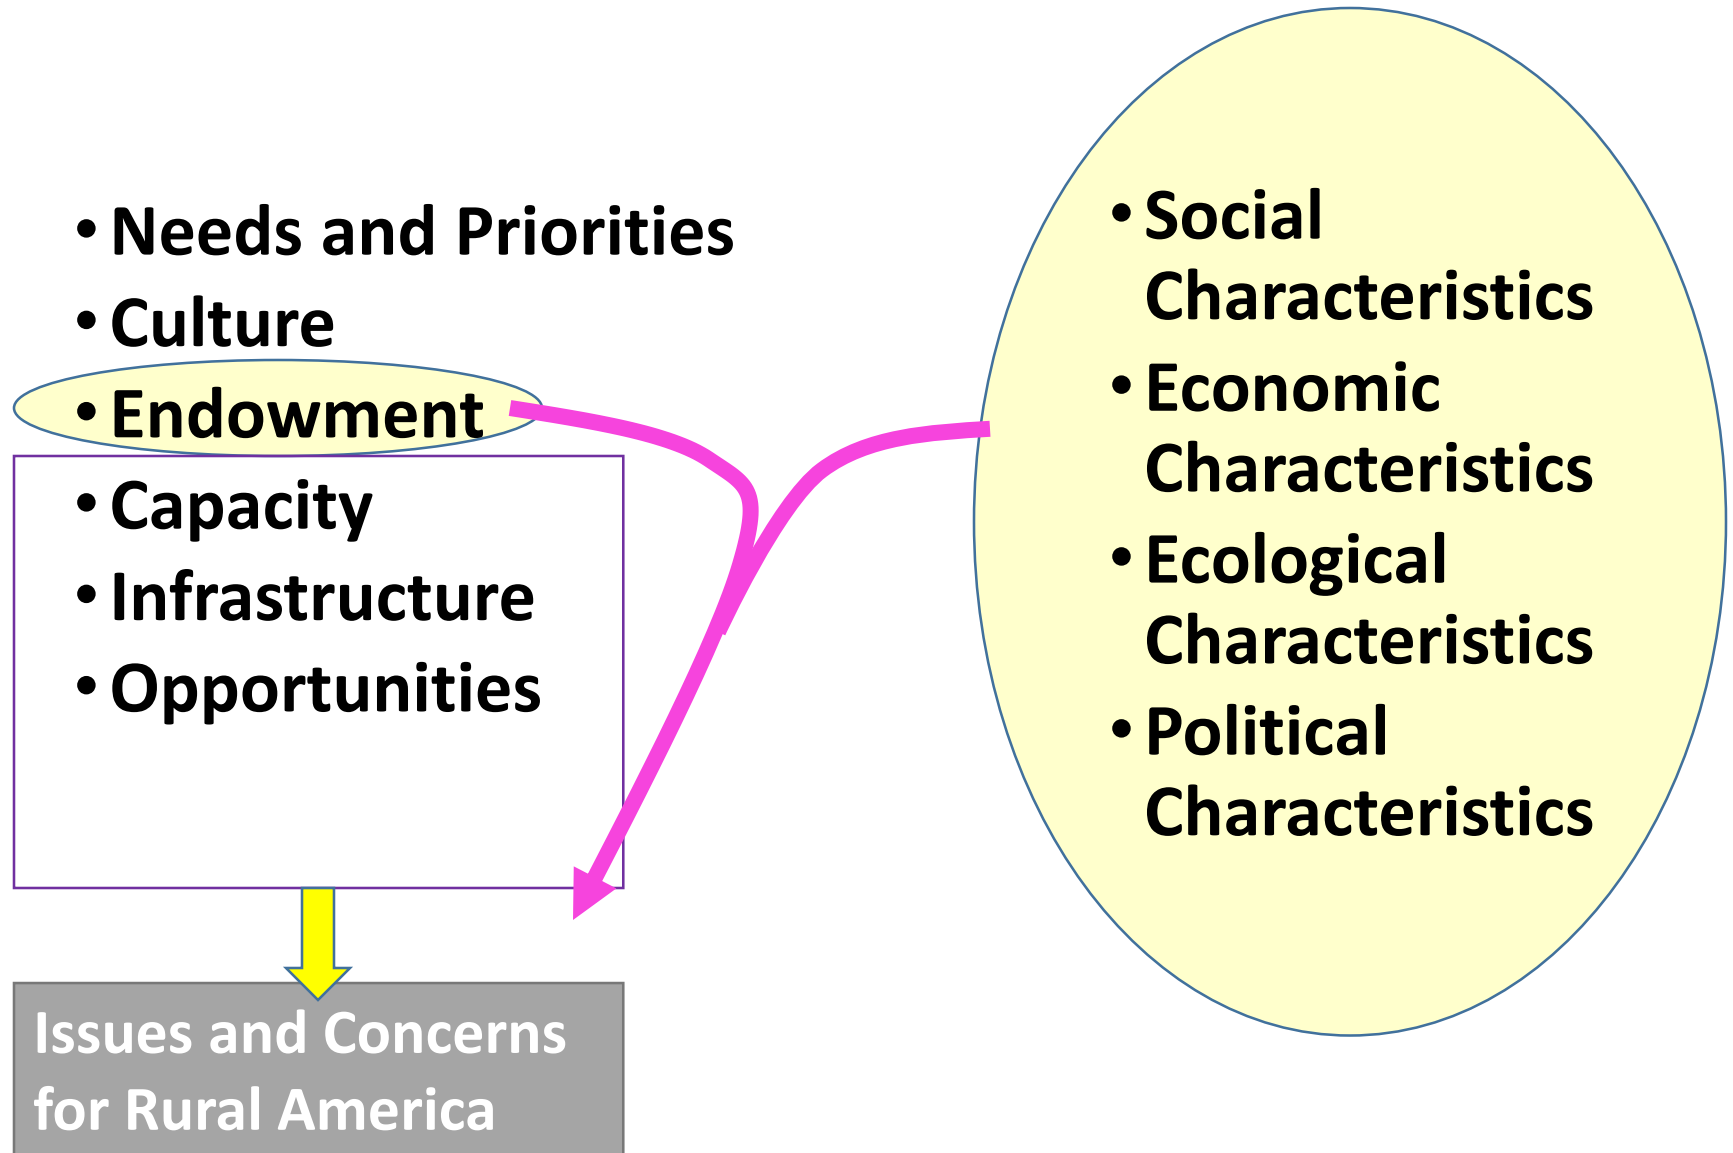 • Needs and Priorities
• Culture
• Endowment
• Capacity
• Infrastructure
• Opportunities
Issues and Concerns
for Rural America
• Social
Characteristics
• Economic
Characteristics
• Ecological
Characteristics
• Political
Characteristics